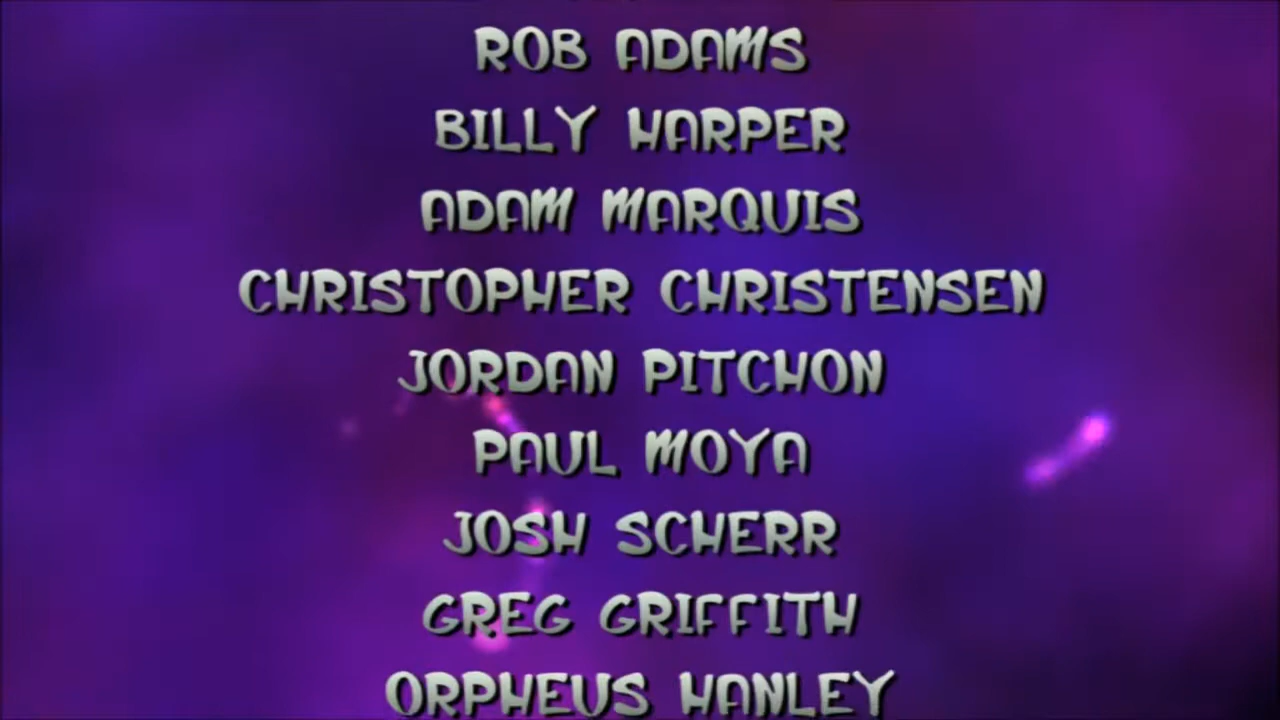 ROB ADAMS
BILLY HARPER
ADAM MARQUIS
CHRISTOPHER CHRISTENSEN
JORDAN PITCHON
PAUL MOYA
JOSH SCHERR
GREG GRIFFITH
ORPHEUS HANLEY